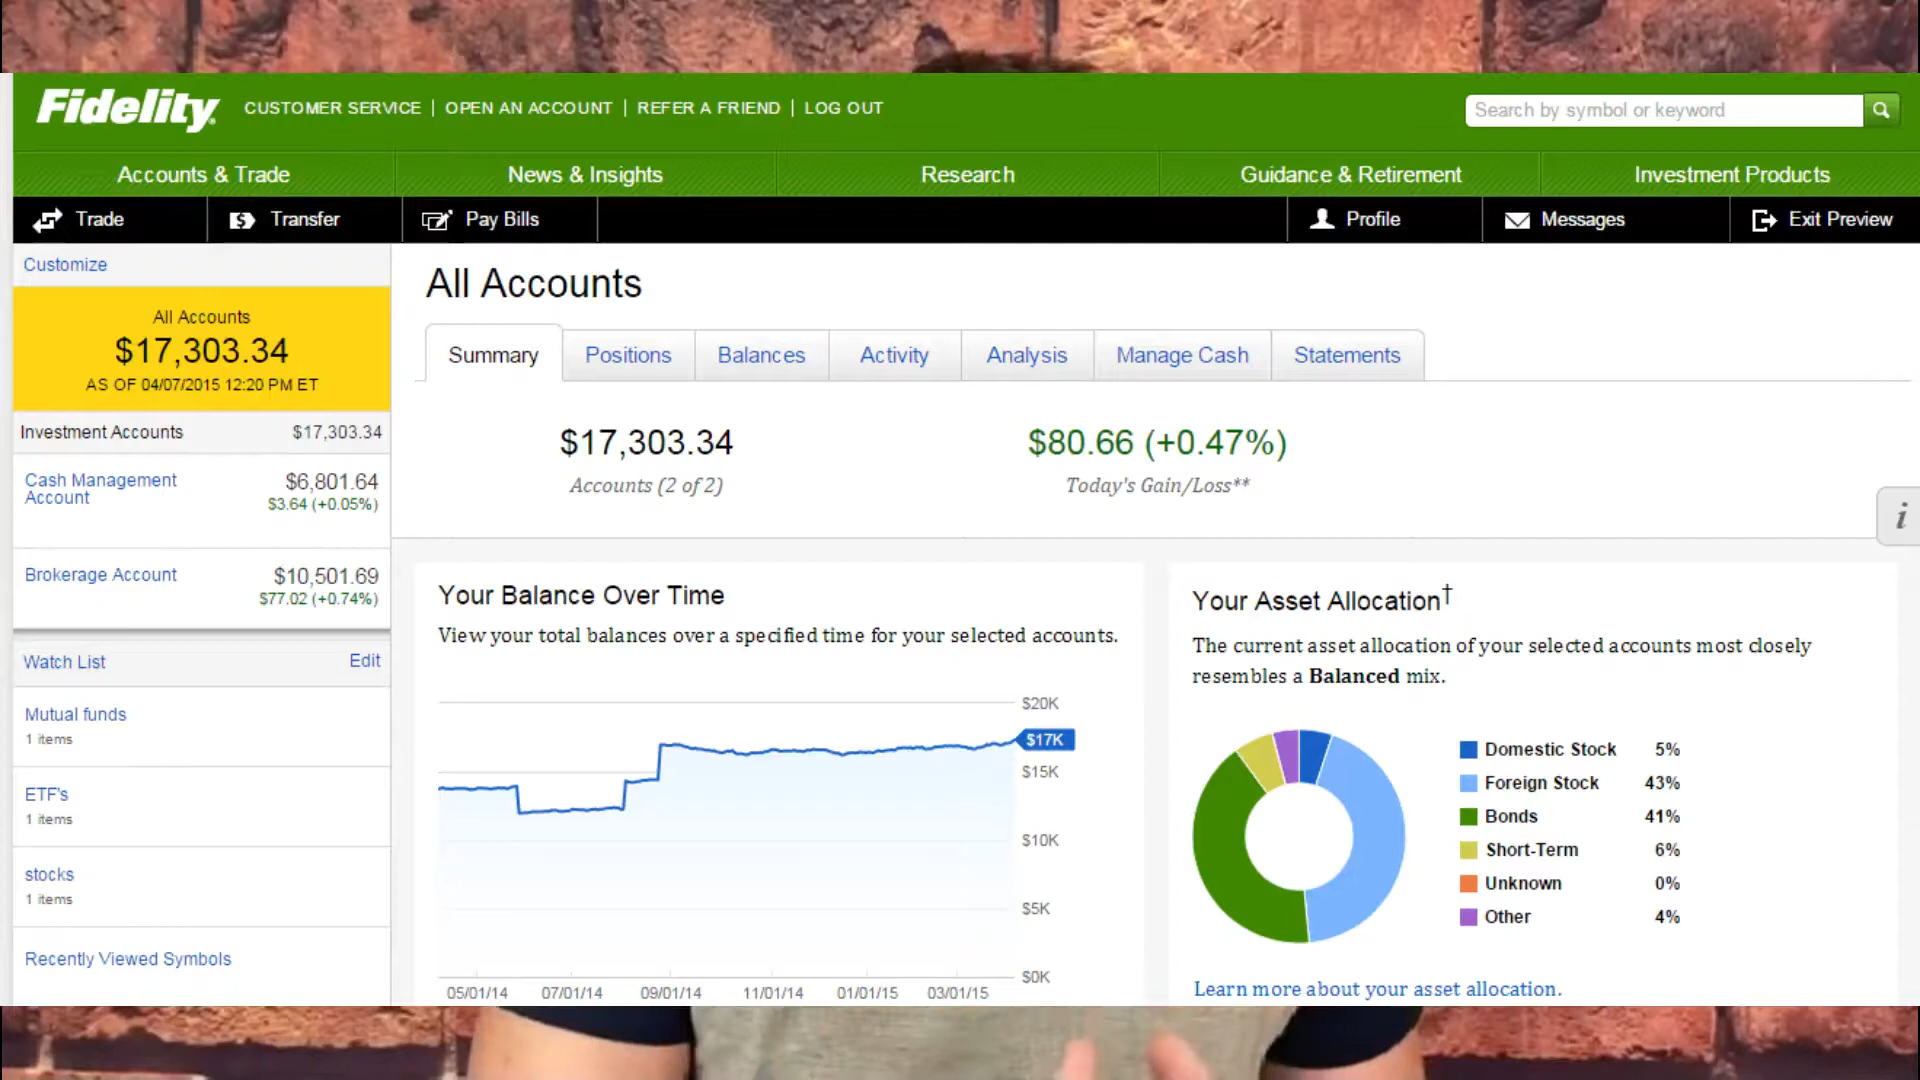 Fidelity
CUSTOMER SERVICE | OPEN AN ACCOUNT | REFER A FRIEND | LOG OUT
Search by symbol or keyword
Accounts & Trade
News & Insights
Research
Guidance & Retirement
Investment Products
Trade
Transfer
Pay Bills
Profile
Messages
Exit Preview
Customize
All Accounts
$17,303.34
AS OF 04/07/2015 12:20 PM ET
Investment Accounts $17,303.34
Cash Management Account $6,801.64
$3.64 (+0.05%)
Brokerage Account $10,501.69
$77.02 (+0.74%)
Watch List Edit
Mutual funds
1 items
ETF's
1 items
stocks
1 items
Recently Viewed Symbols
All Accounts
Summary
Positions
Balances
Activity
Analysis
Manage Cash
Statements
$17,303.34
Accounts (2 of 2)
$80.66 (+0.47%)
Today's Gain/Loss**
i
Your Balance Over Time
View your total balances over a specified time for your selected accounts.
$20K
$17K
$15K
$10K
$5K
$0K
05/01/14 07/01/14 09/01/14 11/01/14 01/01/15 03/01/15
Your Asset Allocation†
The current asset allocation of your selected accounts most closely
resembles a Balanced mix.
Domestic Stock 5%
Foreign Stock 43%
Bonds 41%
Short-Term 6%
Unknown 0%
Other 4%
Learn more about your asset allocation.